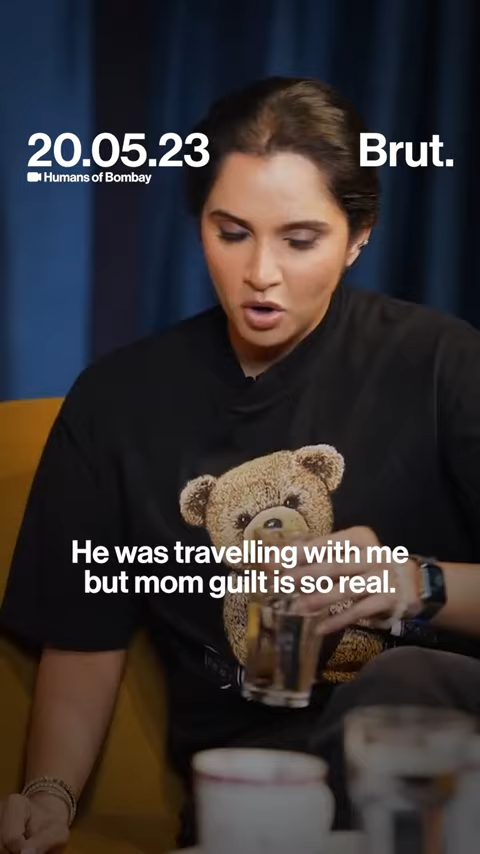 20.05.23 Brut.
Humans of Bombay
He was travelling with me
but mom guilt is so real.